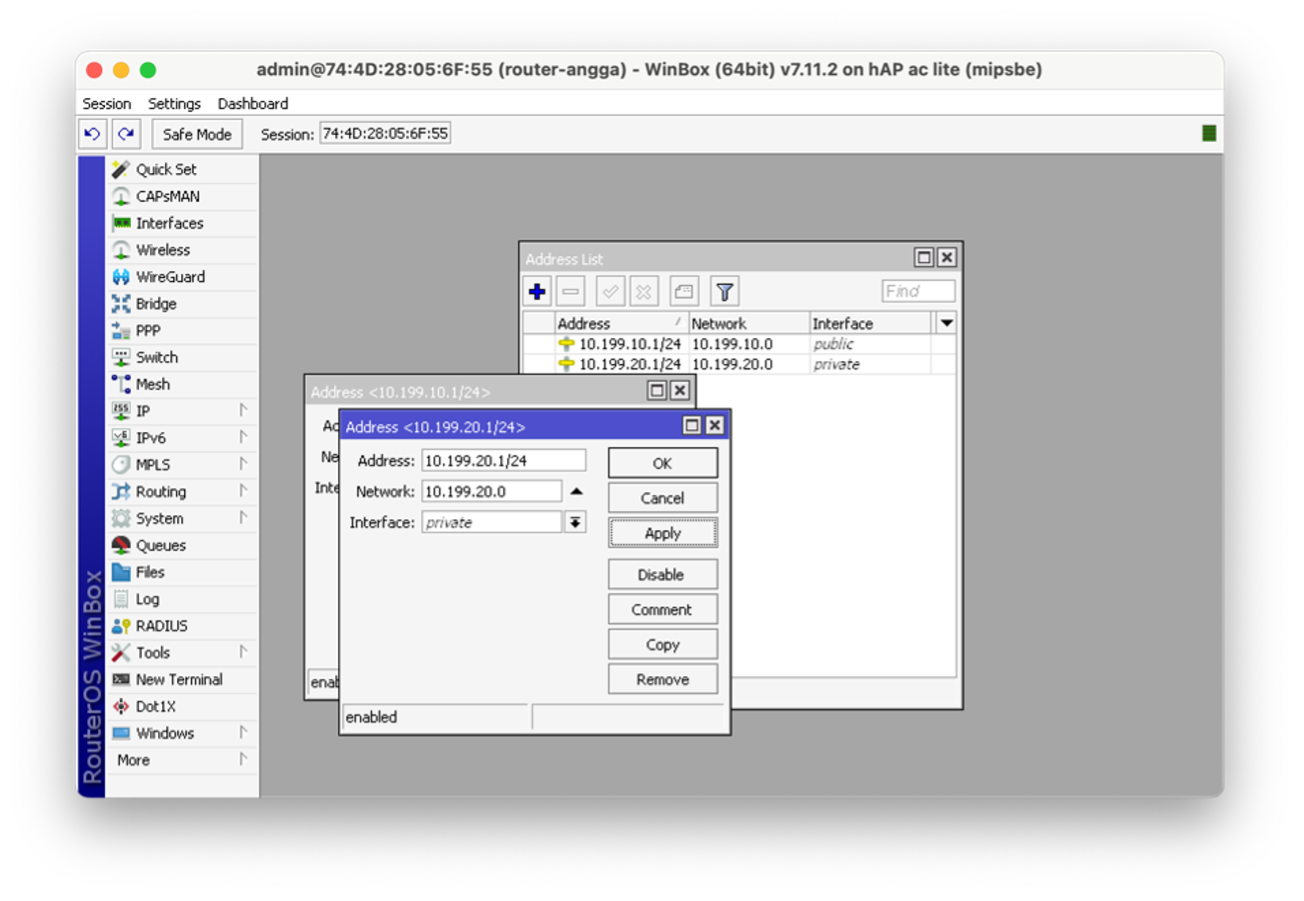 admin@74:4D:28:05:6F:55 (router-angga) - WinBox (64bit) v7.11.2 on hAP ac lite (mipsbe)
Session Settings Dashboard
Safe Mode Session: 74:4D:28:05:6F:55
RouterOS WinBox
Quick Set
CAPsMAN
Interfaces
Wireless
WireGuard
Bridge
PPP
Switch
Mesh
IP
IPv6
MPLS
Routing
System
Queues
Files
Log
RADIUS
Tools
New Terminal
Dot1X
Windows
More
Address List
Find
Address Network Interface
10.199.10.1/24 10.199.10.0 public
10.199.20.1/24 10.199.20.0 private
Address <10.199.10.1/24>
Ad
Ne
Inte
enab
Address <10.199.20.1/24>
Address: 10.199.20.1/24
Network: 10.199.20.0
Interface: private
OK
Cancel
Apply
Disable
Comment
Copy
Remove
enabled